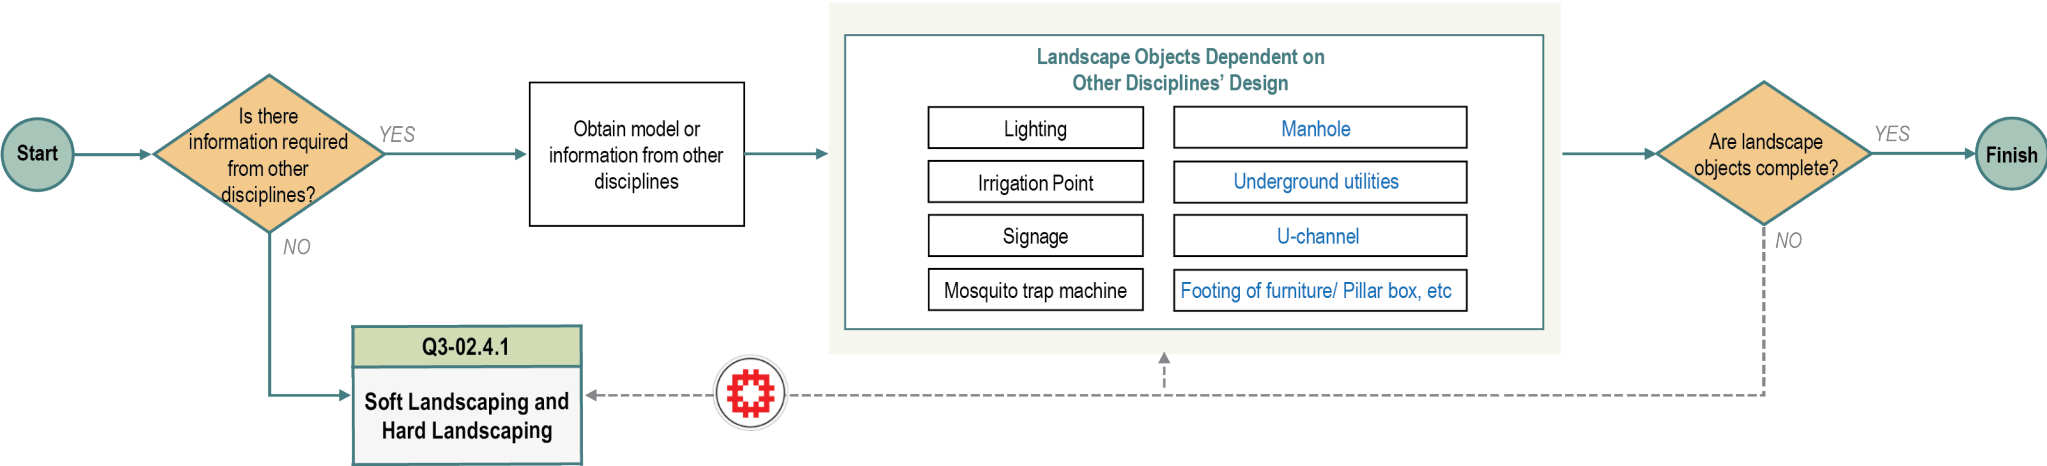 Start
Is there
information required
from other
disciplines?
YES
NO
Obtain model or
information from other
disciplines
Landscape Objects Dependent on
Other Disciplines’ Design
Lighting
Manhole
Irrigation Point
Underground utilities
Signage
U-channel
Mosquito trap machine
Footing of furniture/ Pillar box, etc
Are landscape
objects complete?
YES
NO
Finish
Q3-02.4.1
Soft Landscaping and
Hard Landscaping